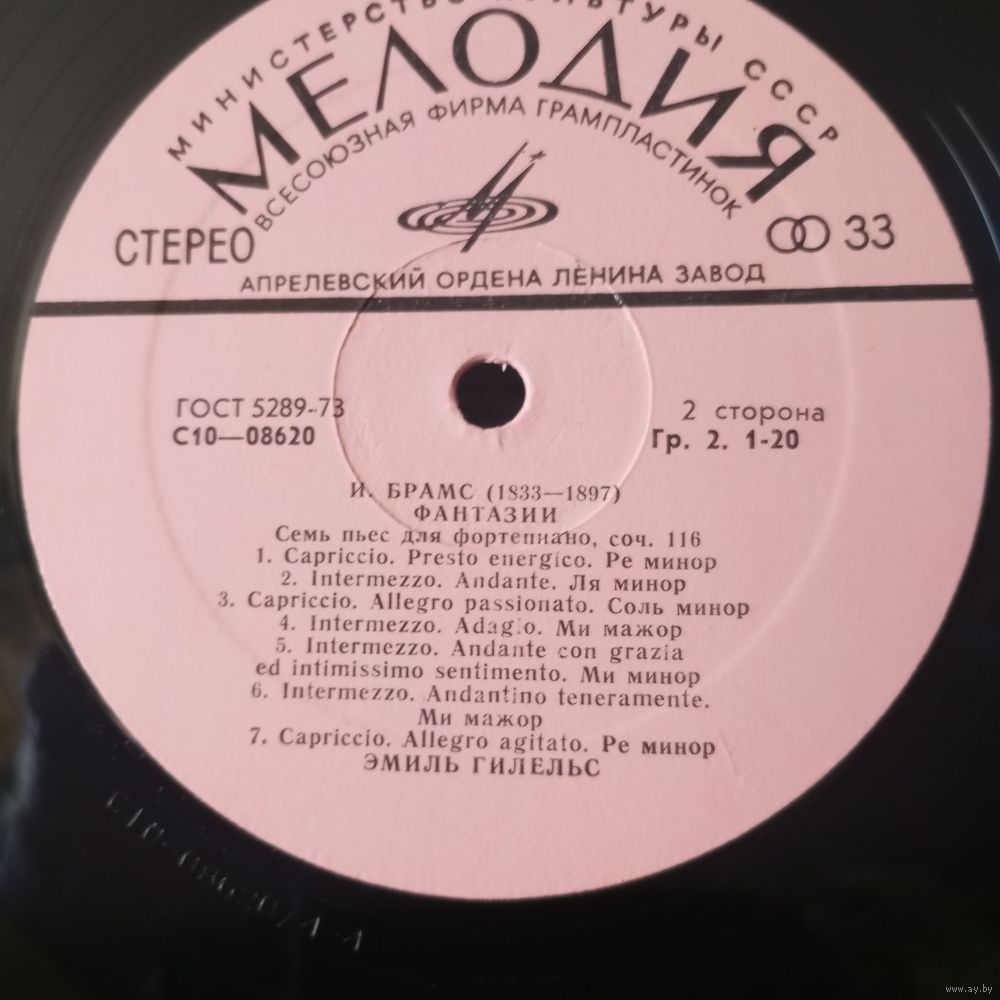 МИНИСТЕРСТВО КУЛЬТУРЫ СССР
МЕЛОДИЯ
ВСЕСОЮЗНАЯ ФИРМА ГРАМПЛАСТИНОК
СТЕРЕО
33
АПРЕЛЕВСКИЙ ОРДЕНА ЛЕНИНА ЗАВОД
ГОСТ 5289-73
2 сторона
С10—08620
Гр. 2. 1-20
И. БРАМС (1833—1897)
ФАНТАЗИИ
Семь пьес для фортепиано, соч. 116
1. Capriccio. Presto energico. Ре минор
2. Intermezzo. Andante. Ля минор
3. Capriccio. Allegro passionato. Соль минор
4. Intermezzo. Adagio. Ми мажор
5. Intermezzo. Andante con grazia
ed intimissimo sentimento. Ми минор
6. Intermezzo. Andantino teneramente.
Ми мажор
7. Capriccio. Allegro agitato. Ре минор
ЭМИЛЬ ГИЛЕЛЬС
www.ay.by